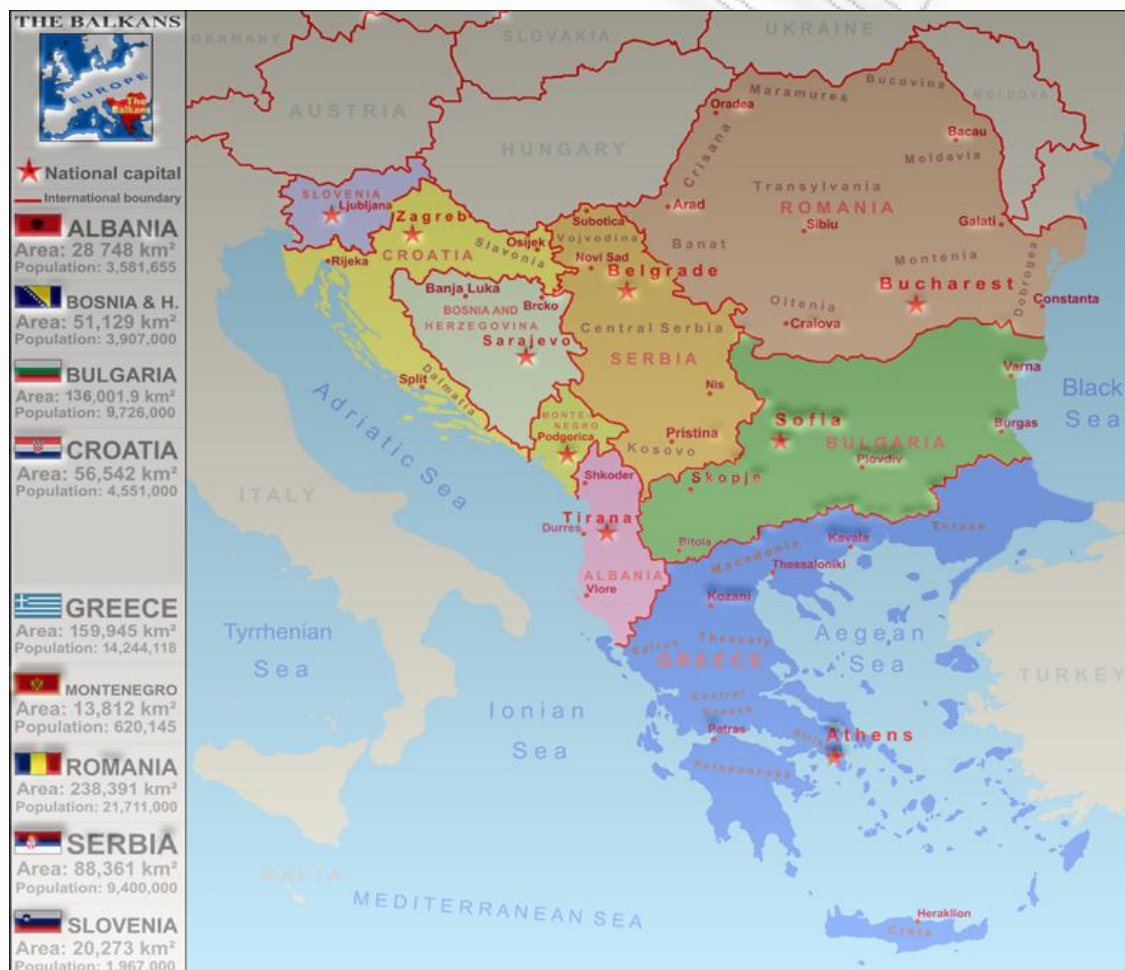 THE BALKANS
EUROPE
The
Balkans
National capital
International boundary
ALBANIA
Area: 28 748 km²
Population: 3,581,655
BOSNIA & H.
Area: 51,129 km²
Population: 3,907,000
BULGARIA
Area: 136,001.9 km²
Population: 9,726,000
CROATIA
Area: 56,542 km²
Population: 4,551,000
GREECE
Area: 159,945 km²
Population: 14,244,118
MONTENEGRO
Area: 13,812 km²
Population: 620,145
ROMANIA
Area: 238,391 km²
Population: 21,711,000
SERBIA
Area: 88,361 km²
Population: 9,400,000
SLOVENIA
Area: 20,273 km²
Population: 1,967,000
GERMANY
SLOVAKIA
UKRAINE
AUSTRIA
HUNGARY
MOLDOVA
Bucovina
Maramures
Oradea
Crisana
Bacau
Moldavia
Transylvania
ROMANIA
Arad
Sibiu
Galati
Banat
Montenia
Bucharest
Dobrogea
Constanta
Oltenia
Cralova
SLOVENIA
Ljubljana
Zagreb
CROATIA
Rijeka
Osijek
Slavonia
Subotica
Vojvodina
Novi Sad
Belgrade
Banja Luka
Brcko
BOSNIA AND
HERZEGOVINA
Sarajevo
Split
Dalmatia
Central Serbia
SERBIA
Nis
Pristina
Kosovo
MONTE-
NEGRO
Podgorica
Varna
Black
Sea
Burgas
Sofia
BULGARIA
Plovdiv
Skopje
Bitola
Shkoder
Tirana
Durres
ALBANIA
Vlore
Adriatic Sea
ITALY
Macedonia
Kavala
Thrace
Thessaloniki
Kozani
Epirus
Thessaly
GREECE
Central
Greece
Patras
Attica
Athens
Peloponness
Aegean
Sea
TURKEY
Tyrrhenian
Sea
Ionian
Sea
MALTA
MEDITERRANEAN SEA
Heraklion
Crete